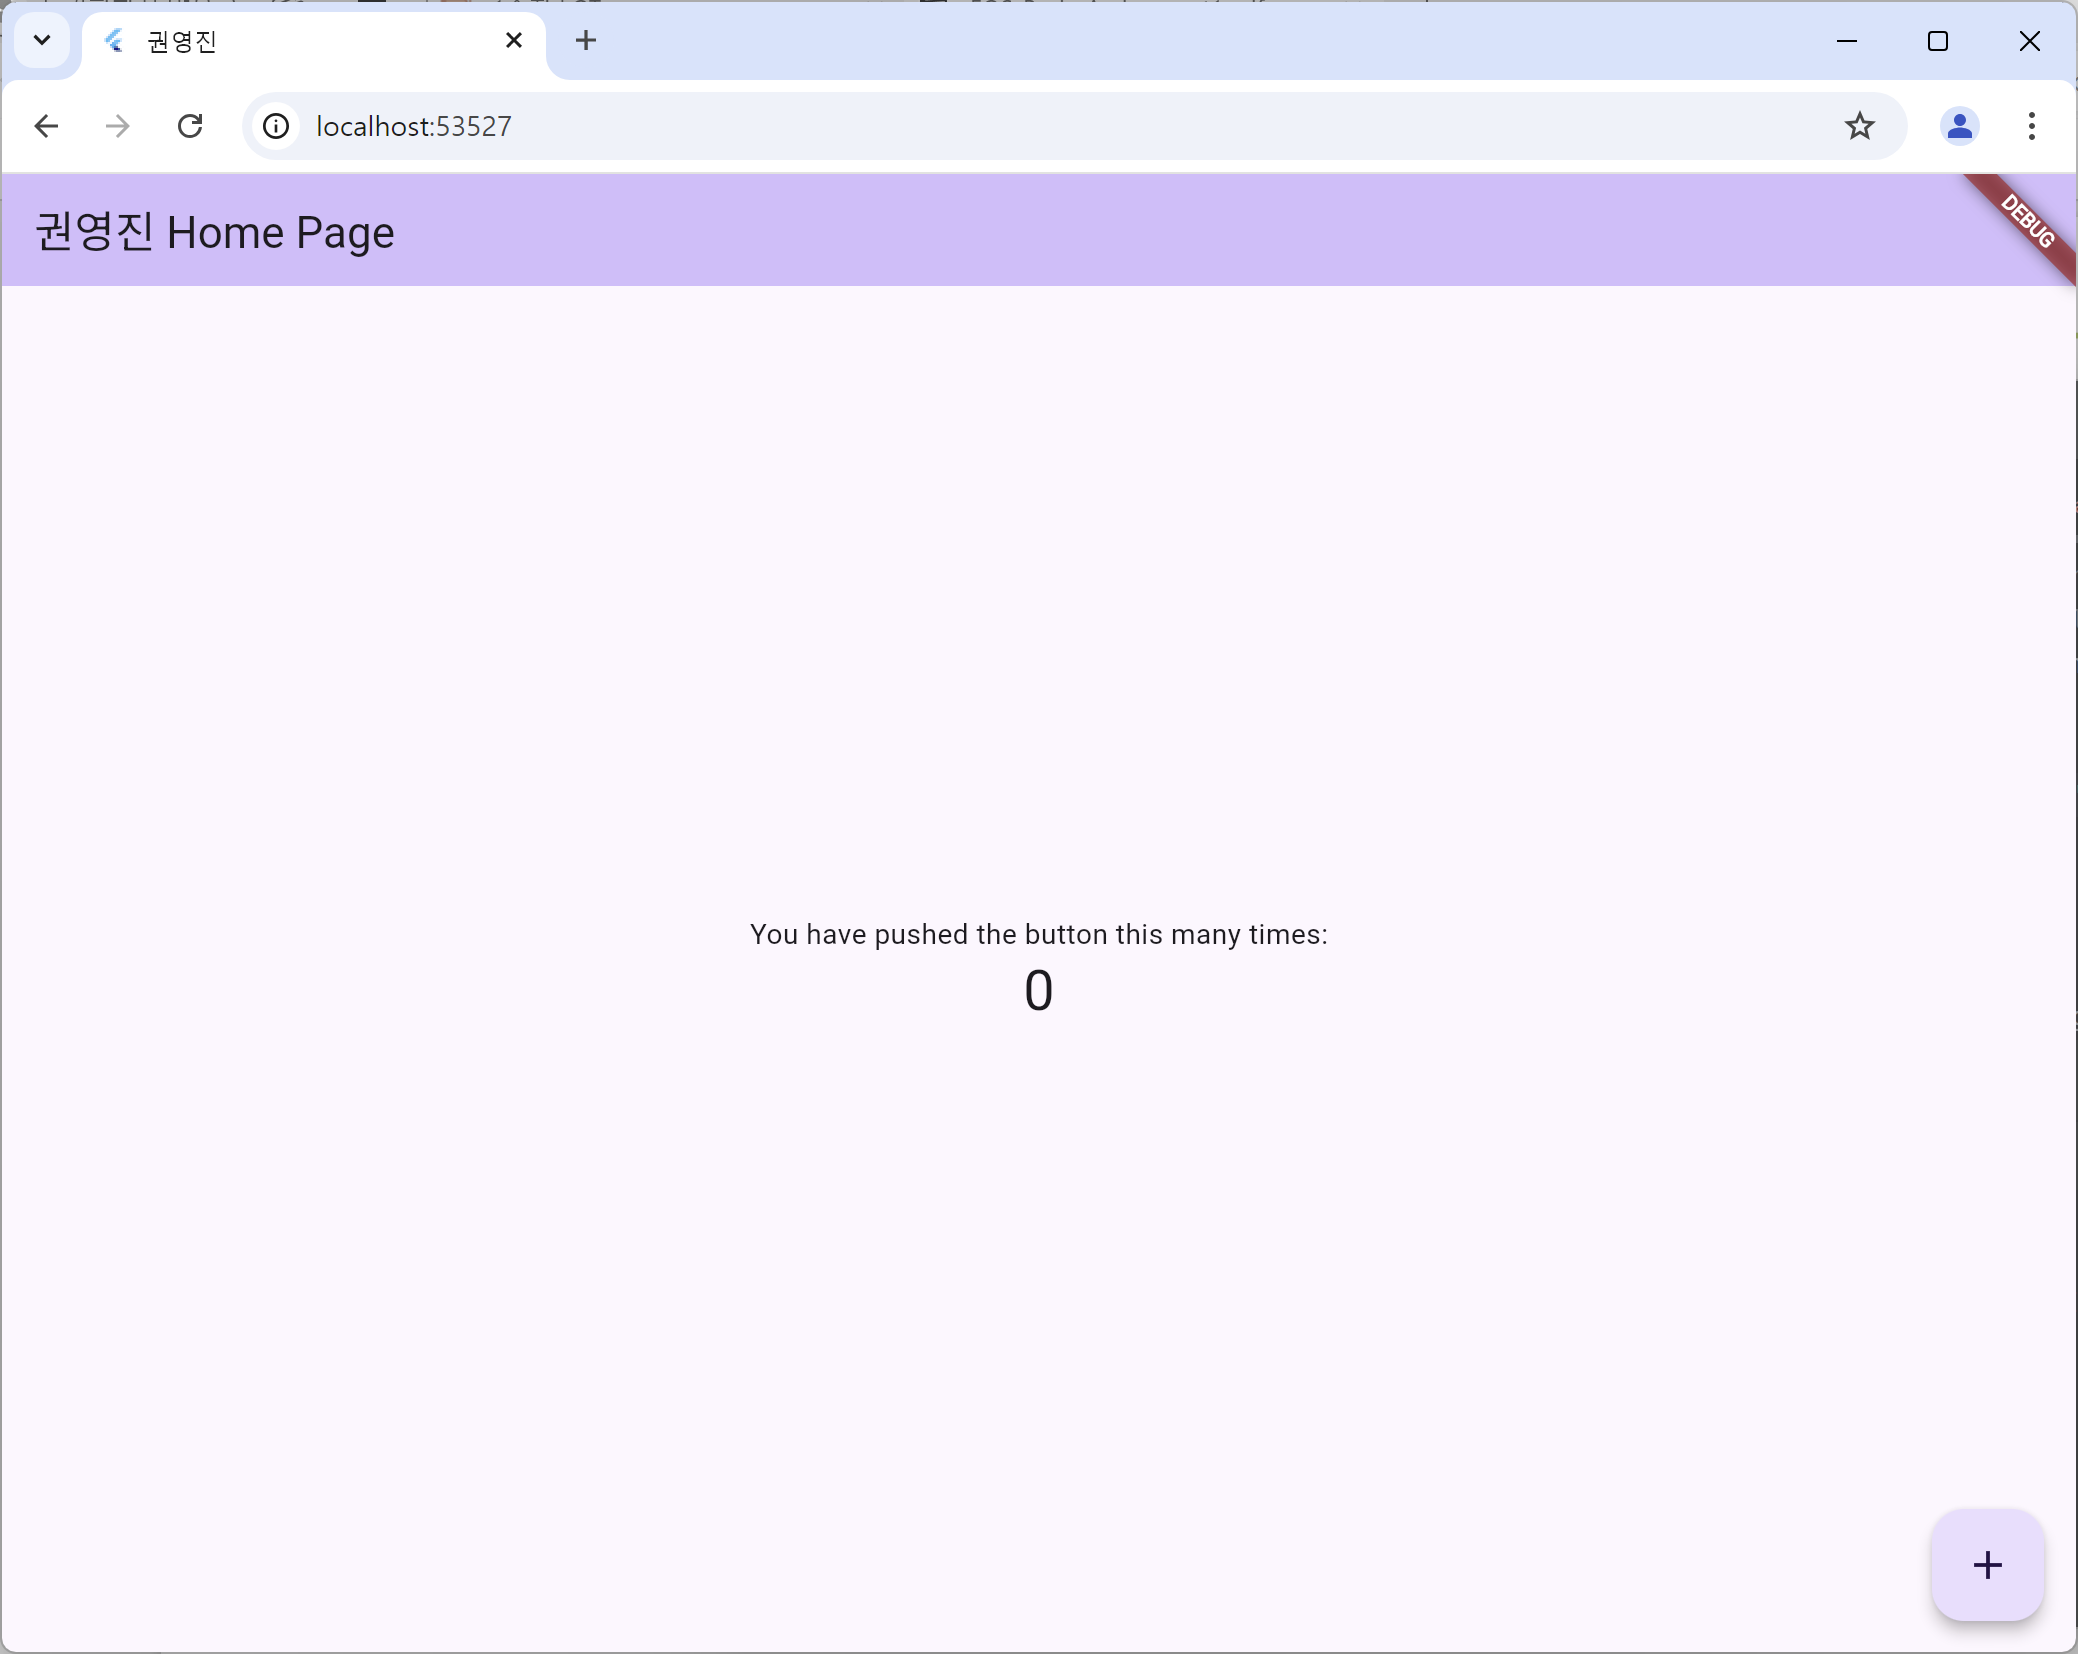 권영진
localhost:53527
권영진 Home Page
DEBUG
You have pushed the button this many times:
0